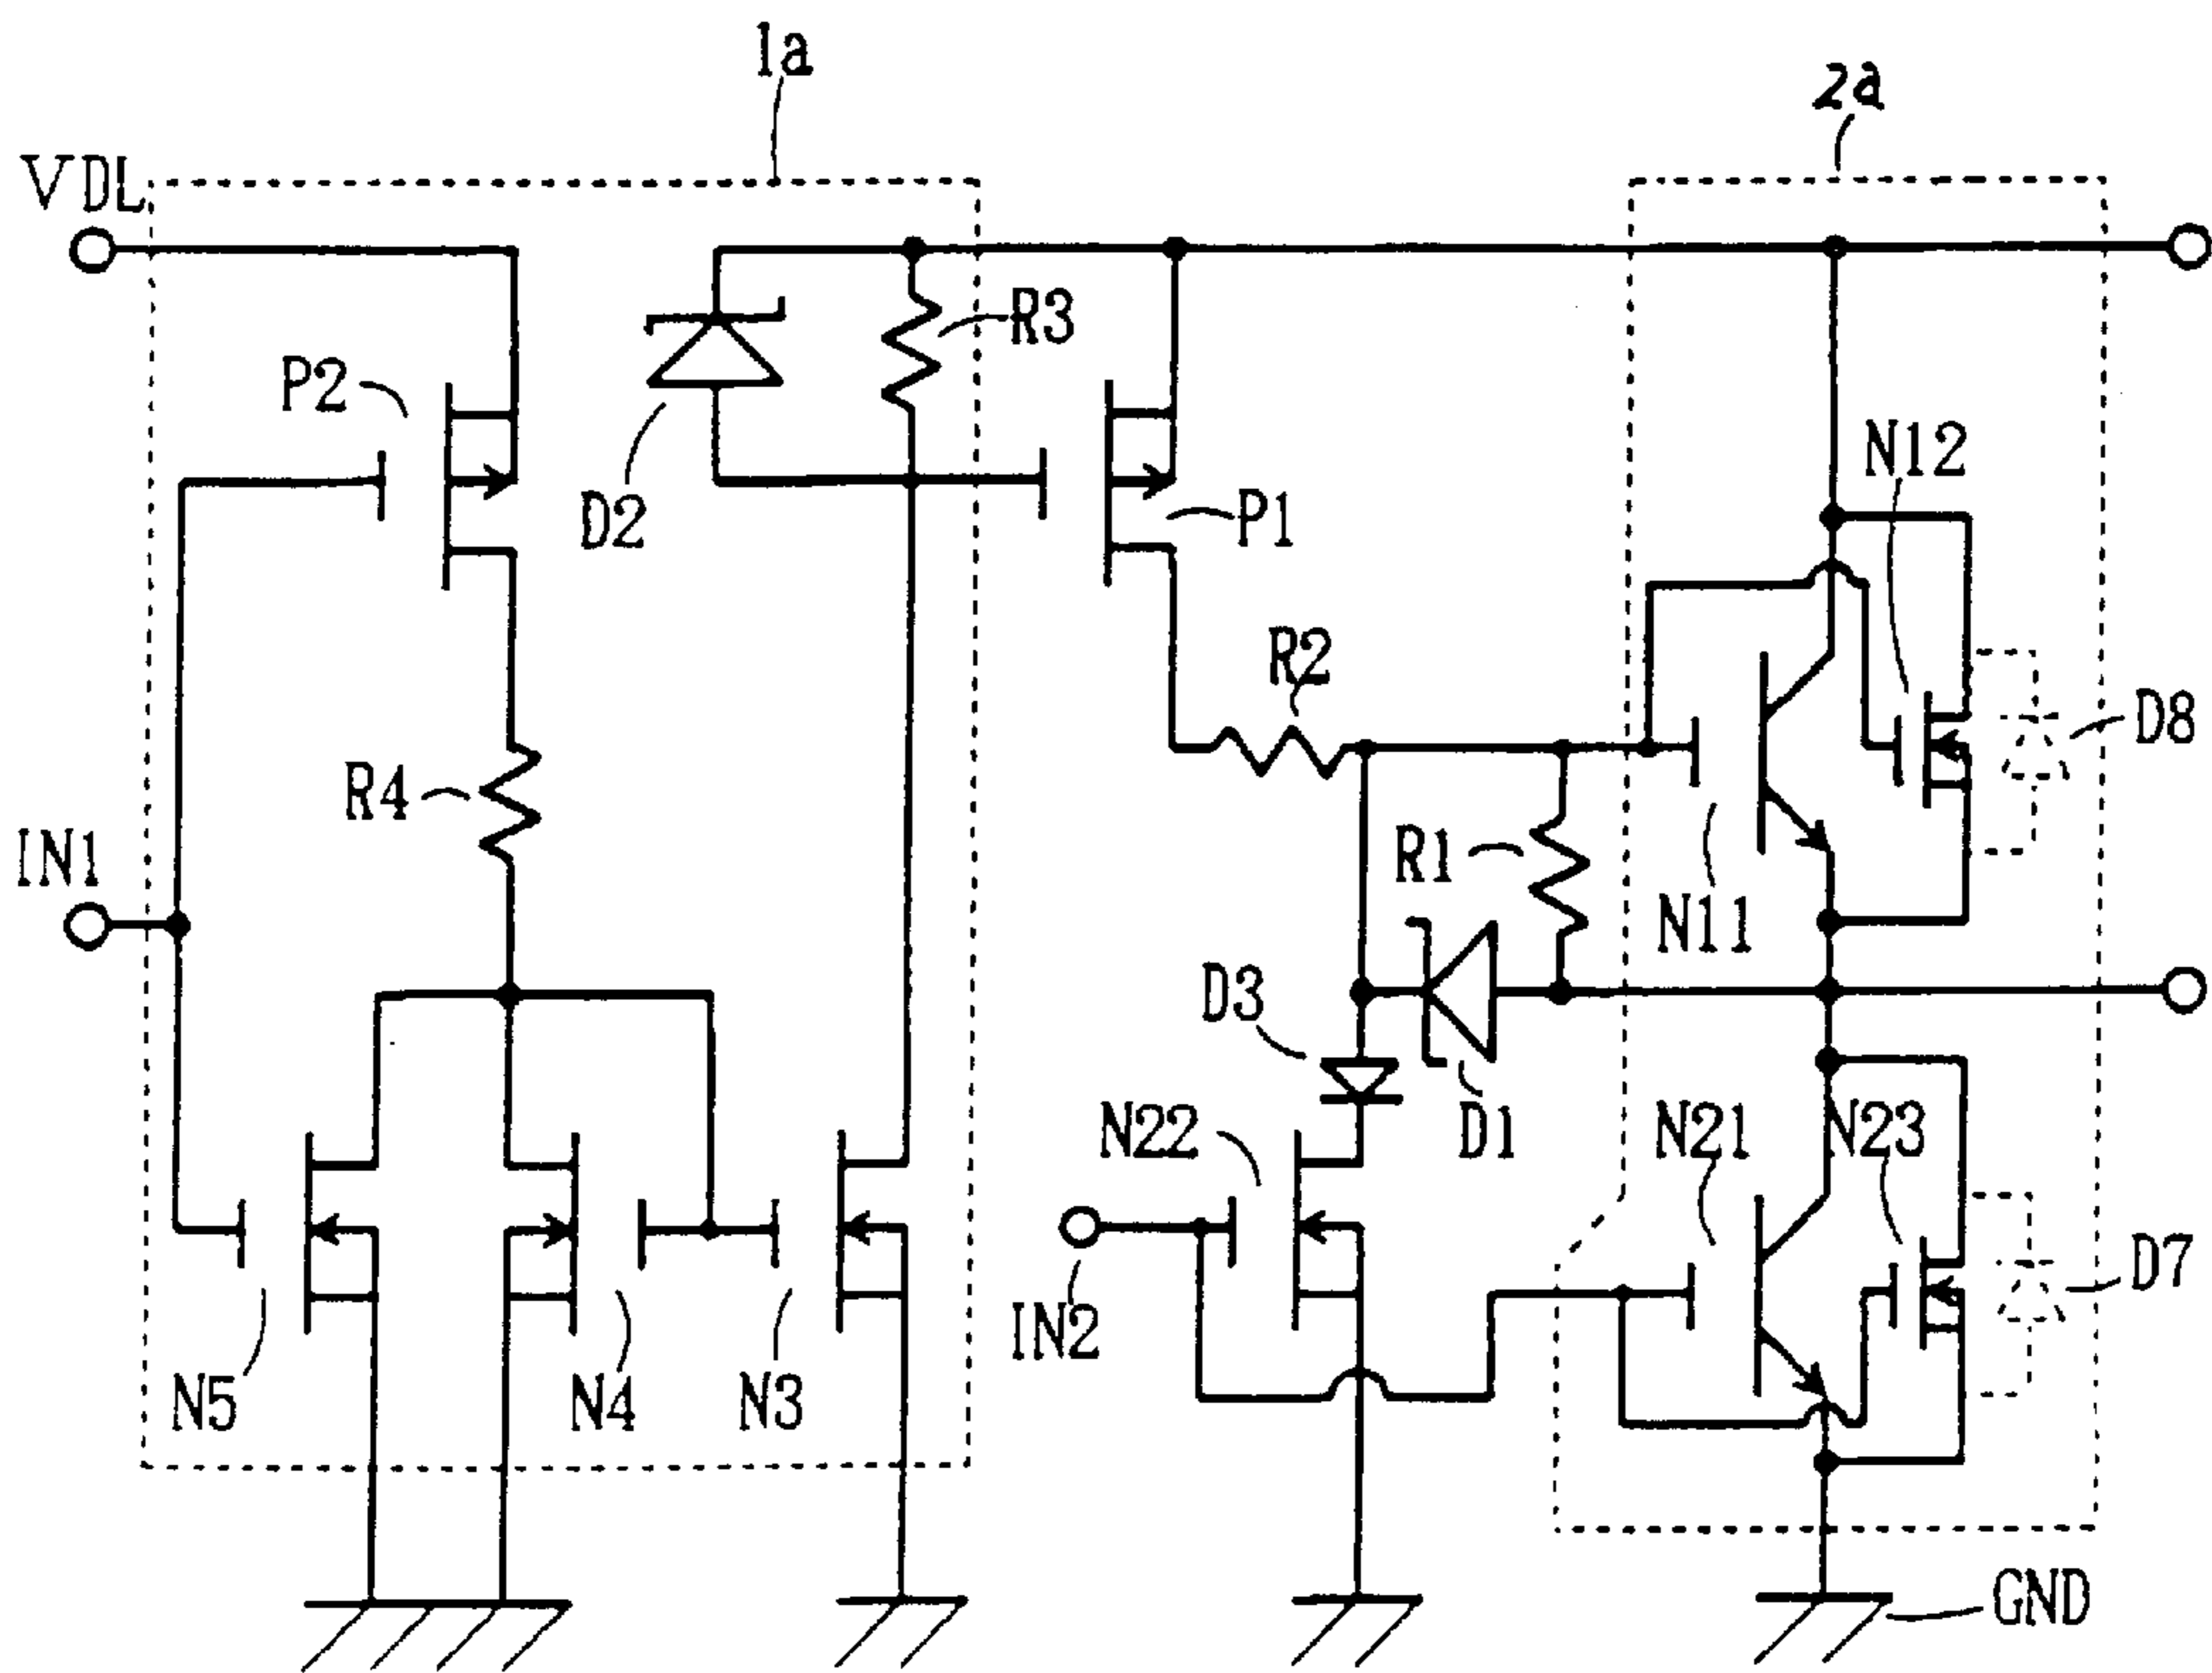 1a
2a
VDL
R3
P2
N12
D2
P1
R2
D8
R4
R1
IN1
N11
D3
N22
D1
N21
N23
D7
IN2
N5
N4
N3
GND